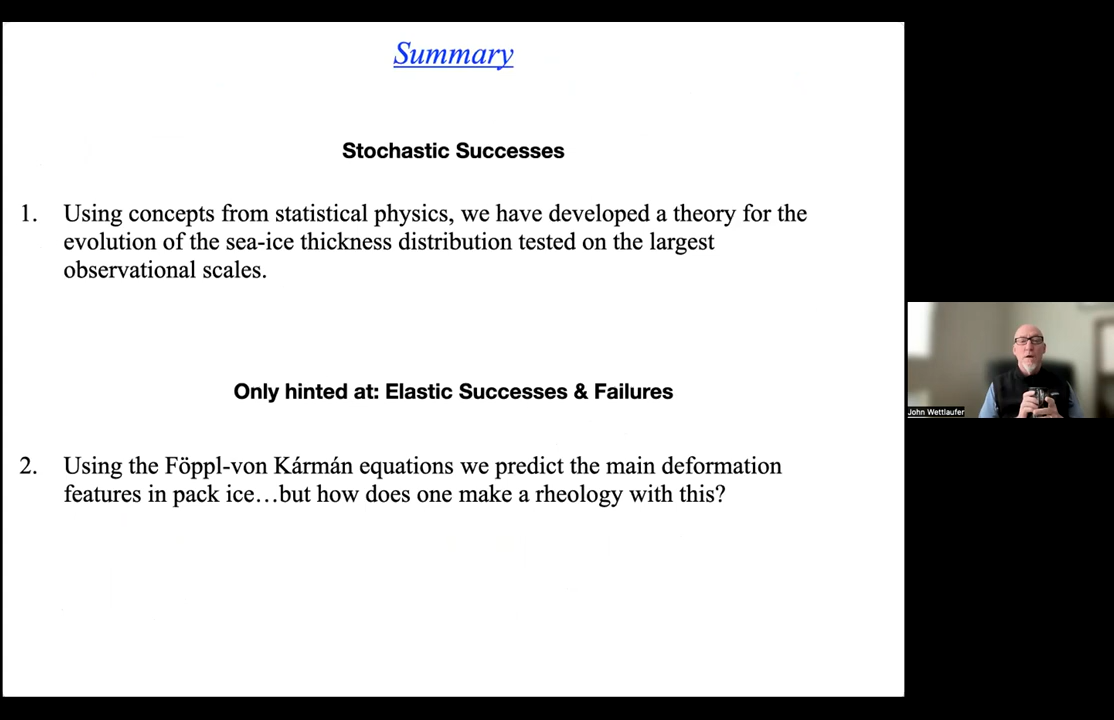 Summary
Stochastic Successes
1. Using concepts from statistical physics, we have developed a theory for the
evolution of the sea-ice thickness distribution tested on the largest
observational scales.
Only hinted at: Elastic Successes & Failures
2. Using the Föppl-von Kármán equations we predict the main deformation
features in pack ice…but how does one make a rheology with this?
John Wettlaufer